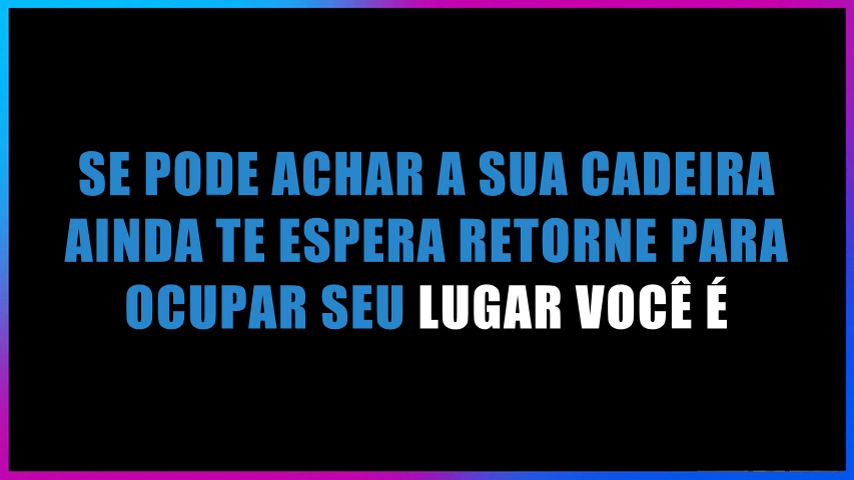 SE PODE ACHAR A SUA CADEIRA
AINDA TE ESPERA RETORNE PARA
OCUPAR SEU LUGAR VOCÊ É